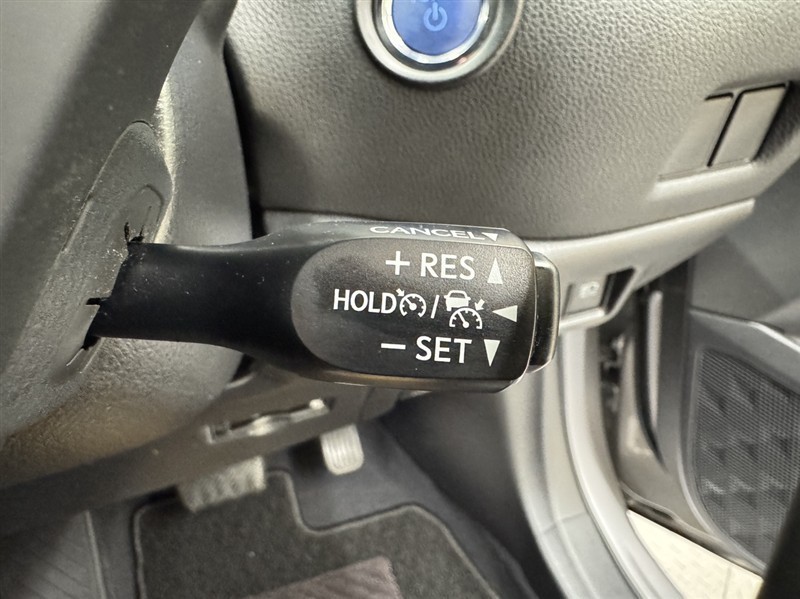 CANCEL▼
+ RES ▲
HOLD / ◀
− SET ▼